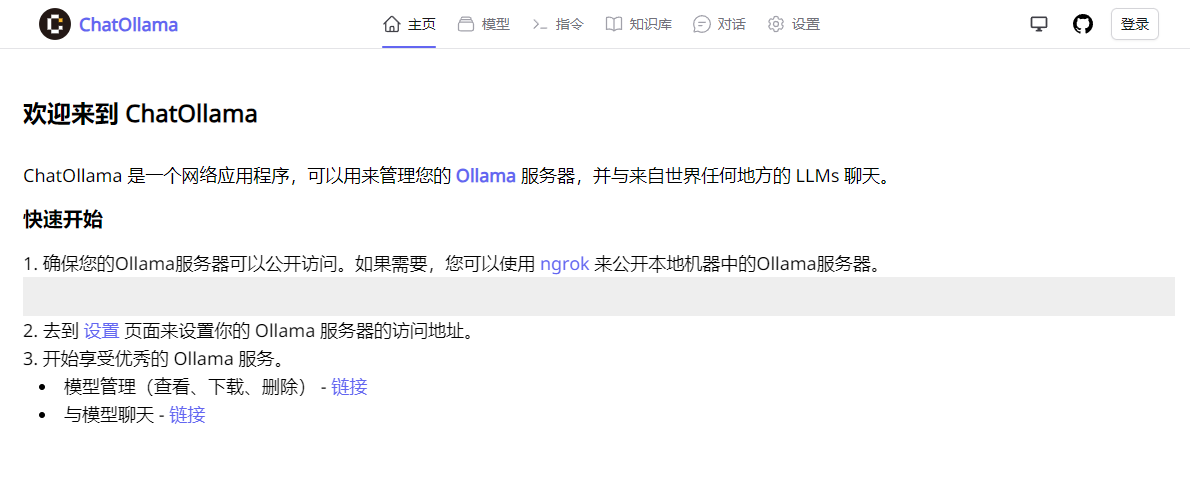 ChatOllama 主页 模型 指令 知识库 对话 设置 登录
欢迎来到 ChatOllama
ChatOllama 是一个网络应用程序，可以用来管理您的 Ollama 服务器，并与来自世界任何地方的 LLMs 聊天。
快速开始
1. 确保您的Ollama服务器可以公开访问。如果需要，您可以使用 ngrok 来公开本地机器中的Ollama服务器。
2. 去到 设置 页面来设置你的 Ollama 服务器的访问地址。
3. 开始享受优秀的 Ollama 服务。
• 模型管理（查看、下载、删除） - 链接
• 与模型聊天 - 链接